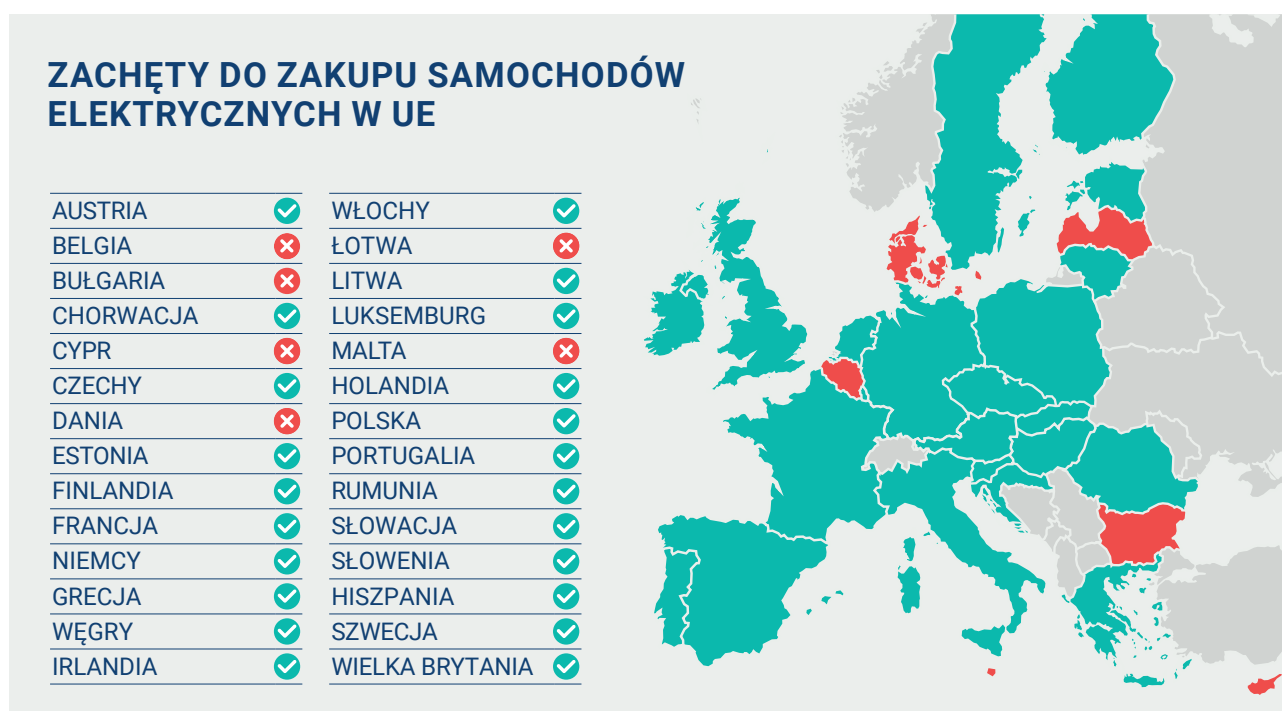 ZACHĘTY DO ZAKUPU SAMOCHODÓW
ELEKTRYCZNYCH W UE
AUSTRIA
BELGIA
BUŁGARIA
CHORWACJA
CYPR
CZECHY
DANIA
ESTONIA
FINLANDIA
FRANCJA
NIEMCY
GRECJA
WĘGRY
IRLANDIA
WŁOCHY
ŁOTWA
LITWA
LUKSEMBURG
MALTA
HOLANDIA
POLSKA
PORTUGALIA
RUMUNIA
SŁOWACJA
SŁOWENIA
HISZPANIA
SZWECJA
WIELKA BRYTANIA